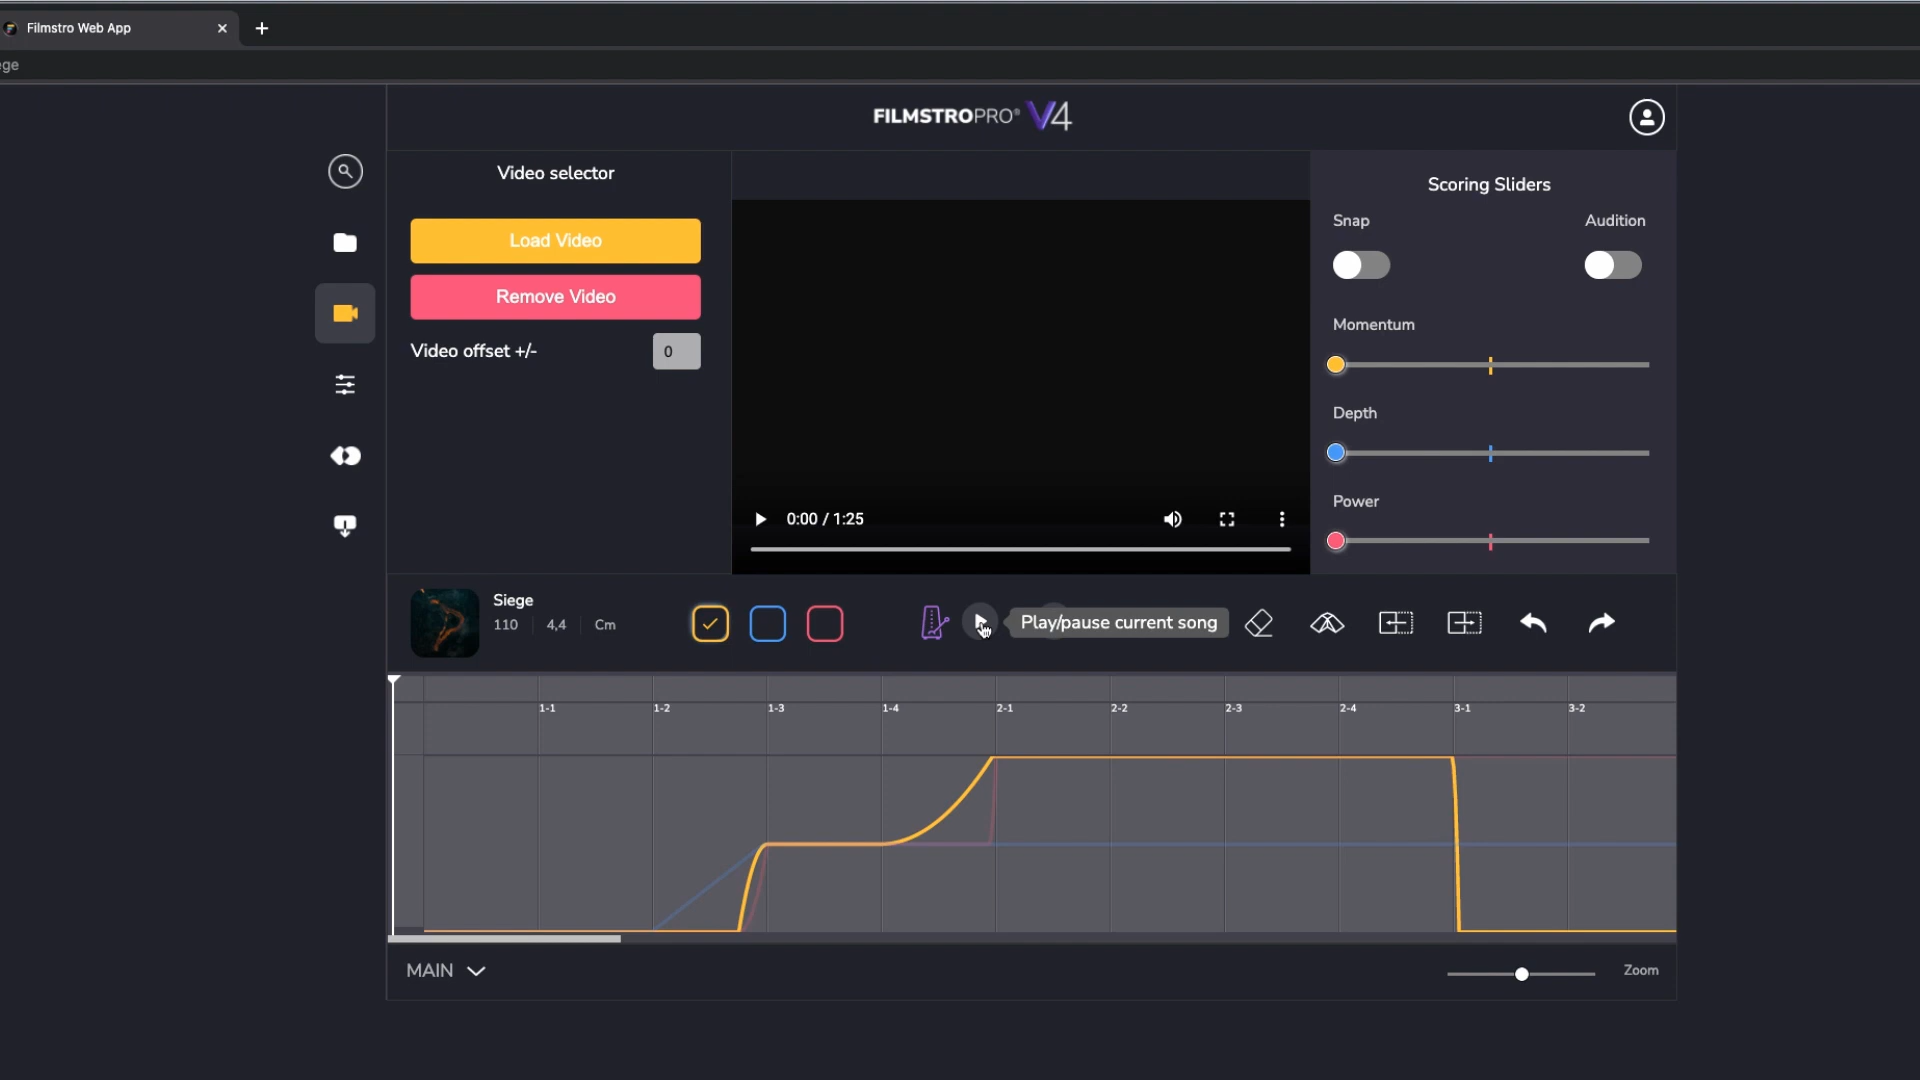 Filmstro Web App
ege
FILMSTROPRO® V4
Video selector
Load Video
Remove Video
Video offset +/-
0
0:00 / 1:25
Scoring Sliders
Snap
Audition
Momentum
Depth
Power
Siege
110 4,4 Cm
Play/pause current song
1-1 1-2 1-3 1-4 2-1 2-2 2-3 2-4 3-1 3-2
MAIN
Zoom